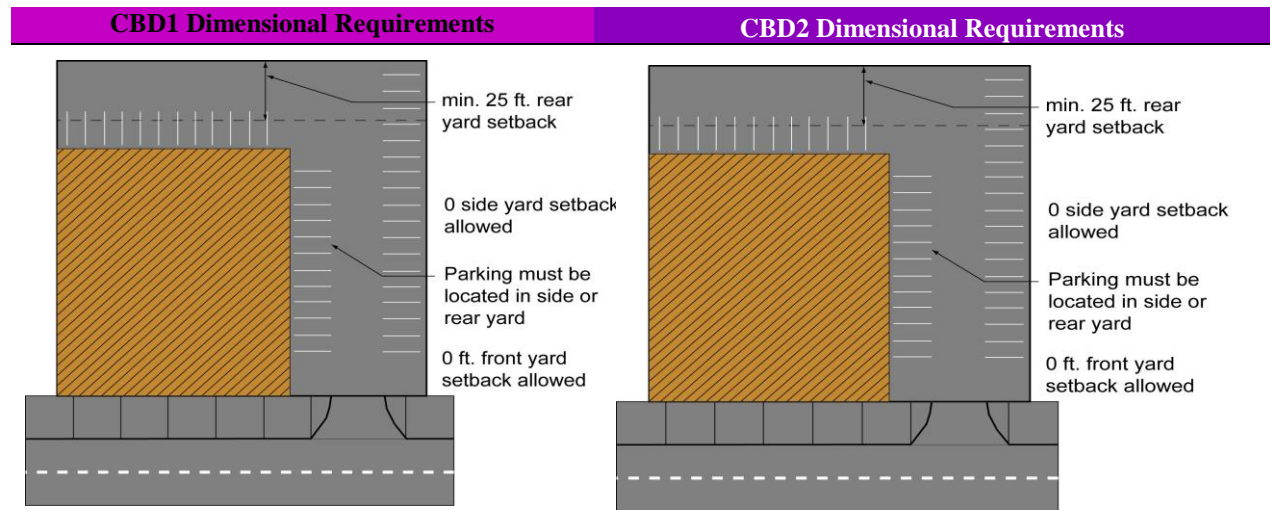 CBD1 Dimensional Requirements
min. 25 ft. rear
yard setback
0 side yard setback
allowed
Parking must be
located in side or
rear yard
0 ft. front yard
setback allowed
CBD2 Dimensional Requirements
min. 25 ft. rear
yard setback
0 side yard setback
allowed
Parking must be
located in side or
rear yard
0 ft. front yard
setback allowed